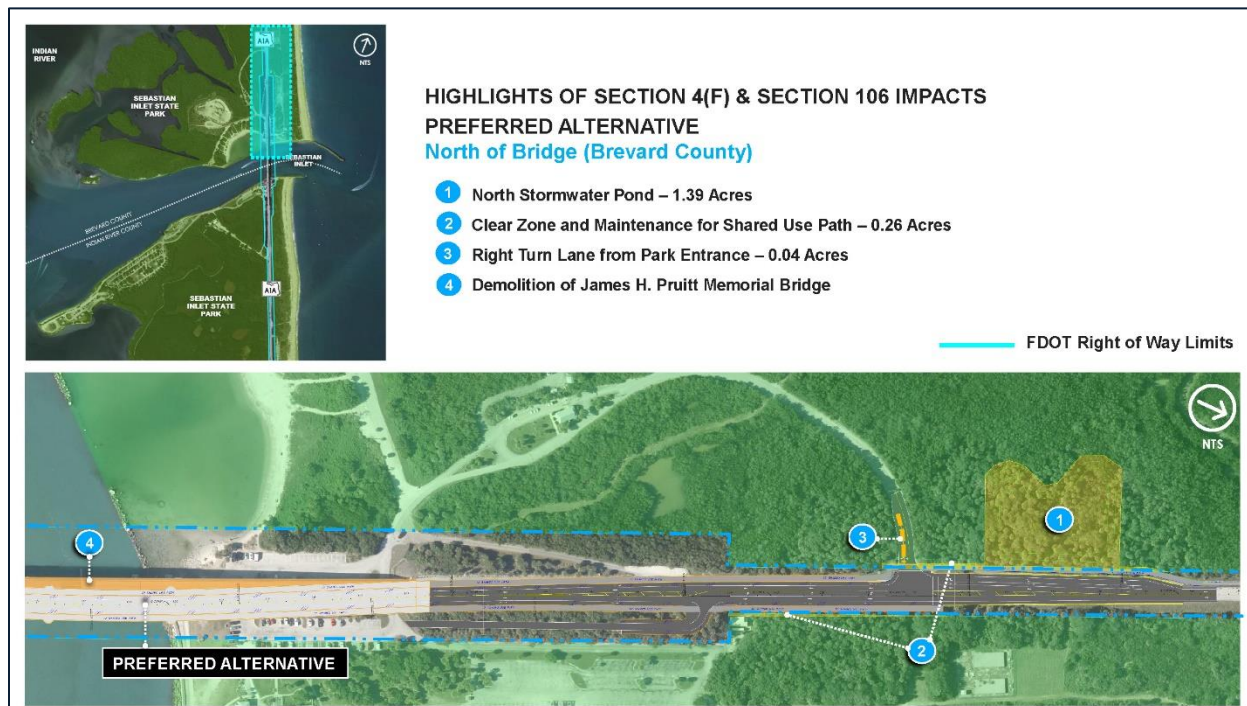 A1A
INDIAN
RIVER
NTS
SEBASTIAN
INLET STATE
PARK
SEBASTIAN
INLET
BREVARD COUNTY
INDIAN RIVER COUNTY
A1A
SEBASTIAN
INLET STATE
PARK
HIGHLIGHTS OF SECTION 4(F) & SECTION 106 IMPACTS
PREFERRED ALTERNATIVE
North of Bridge (Brevard County)
1 North Stormwater Pond – 1.39 Acres
2 Clear Zone and Maintenance for Shared Use Path – 0.26 Acres
3 Right Turn Lane from Park Entrance – 0.04 Acres
4 Demolition of James H. Pruitt Memorial Bridge
FDOT Right of Way Limits
NTS
1
4
3
2
PREFERRED ALTERNATIVE